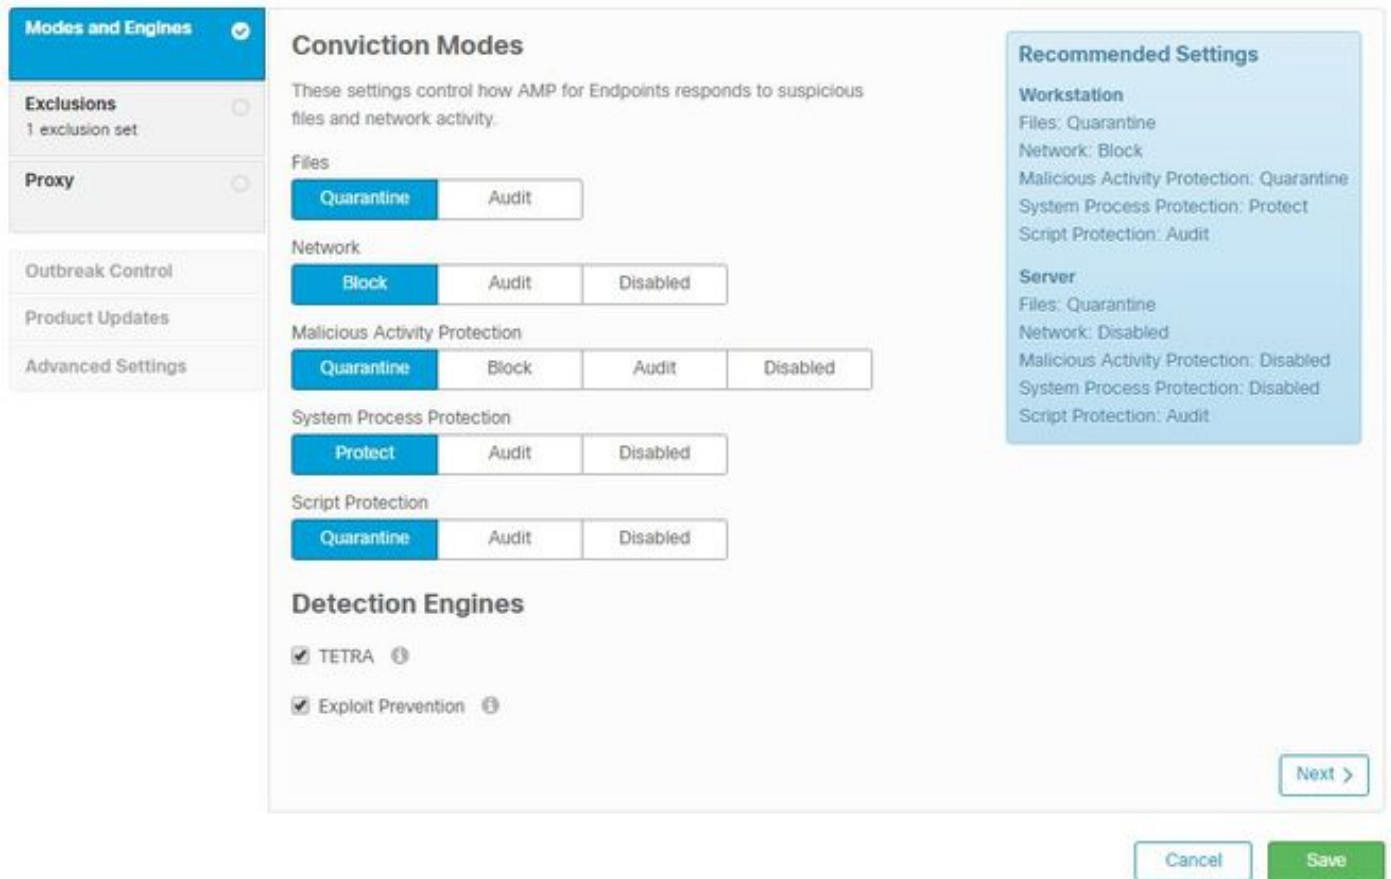 Modes and Engines
Exclusions
1 exclusion set
Proxy
Outbreak Control
Product Updates
Advanced Settings
Conviction Modes
These settings control how AMP for Endpoints responds to suspicious
files and network activity.
Files
Quarantine Audit
Network
Block Audit Disabled
Malicious Activity Protection
Quarantine Block Audit Disabled
System Process Protection
Protect Audit Disabled
Script Protection
Quarantine Audit Disabled
Detection Engines
TETRA
Exploit Prevention
Recommended Settings
Workstation
Files: Quarantine
Network: Block
Malicious Activity Protection: Quarantine
System Process Protection: Protect
Script Protection: Audit
Server
Files: Quarantine
Network: Disabled
Malicious Activity Protection: Disabled
System Process Protection: Disabled
Script Protection: Audit
Next >
Cancel Save